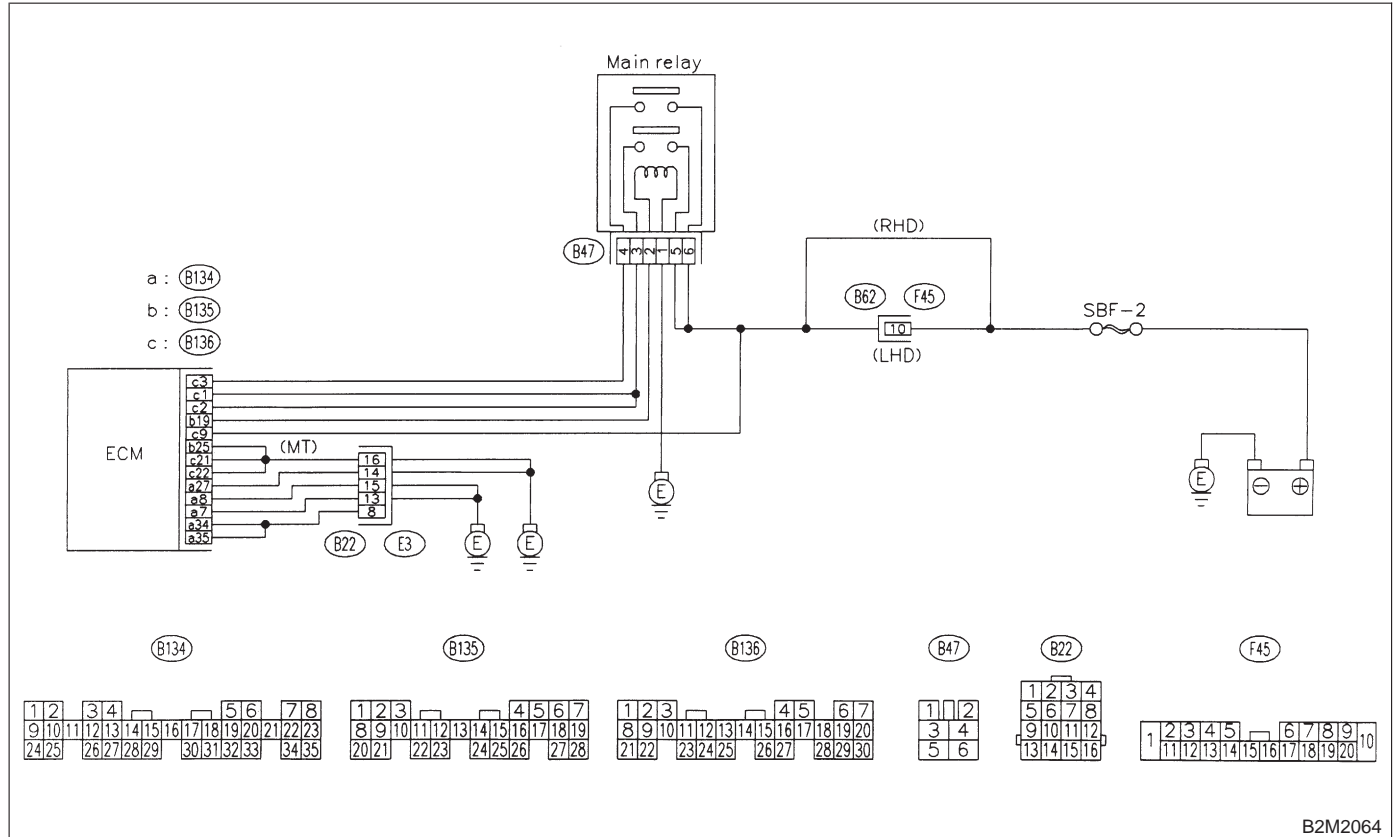 Main relay
(RHD)
B47
4 3 2 1 5 6
a : B134
B62 F45
SBF-2
b : B135
10
c : B136
(LHD)
c3
c1
c2
b19
c9
ECM
b25
(MT)
c21
16
c22
14
a27
15
a8
13
a7
8
a34
a35
B22 E3
E E E E
⊖ ⊕
B134 B135 B136 B47 B22 F45
1 2 3 4 5 6 7 8
9 10 11 12 13 14 15 16 17 18 19 20 21 22 23
24 25 26 27 28 29 30 31 32 33 34 35
1 2 3 4 5 6 7
8 9 10 11 12 13 14 15 16 17 18 19
20 21 22 23 24 25 26 27 28
1 2 3 4 5 6 7
8 9 10 11 12 13 14 15 16 17 18 19 20
21 22 23 24 25 26 27 28 29 30
1 2
3 4
5 6
1 2 3 4
5 6 7 8
9 10 11 12
13 14 15 16
1 2 3 4 5 6 7 8 9 10
11 12 13 14 15 16 17 18 19 20
B2M2064